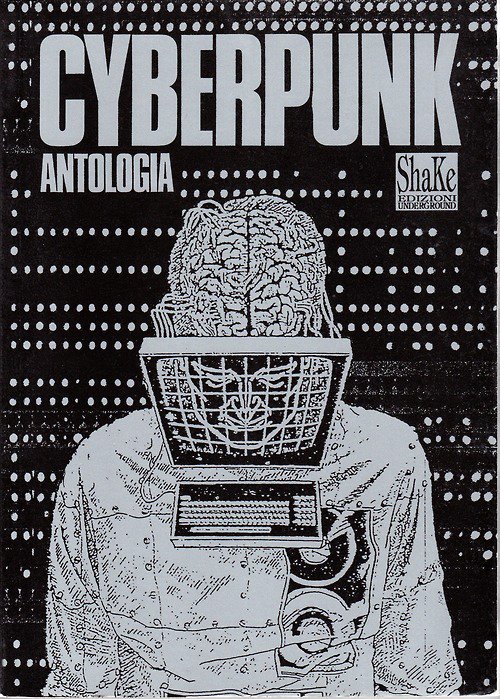 CYBERPUNK
ANTOLOGIA
ShaKe
EDIZIONI
UNDERGROUND